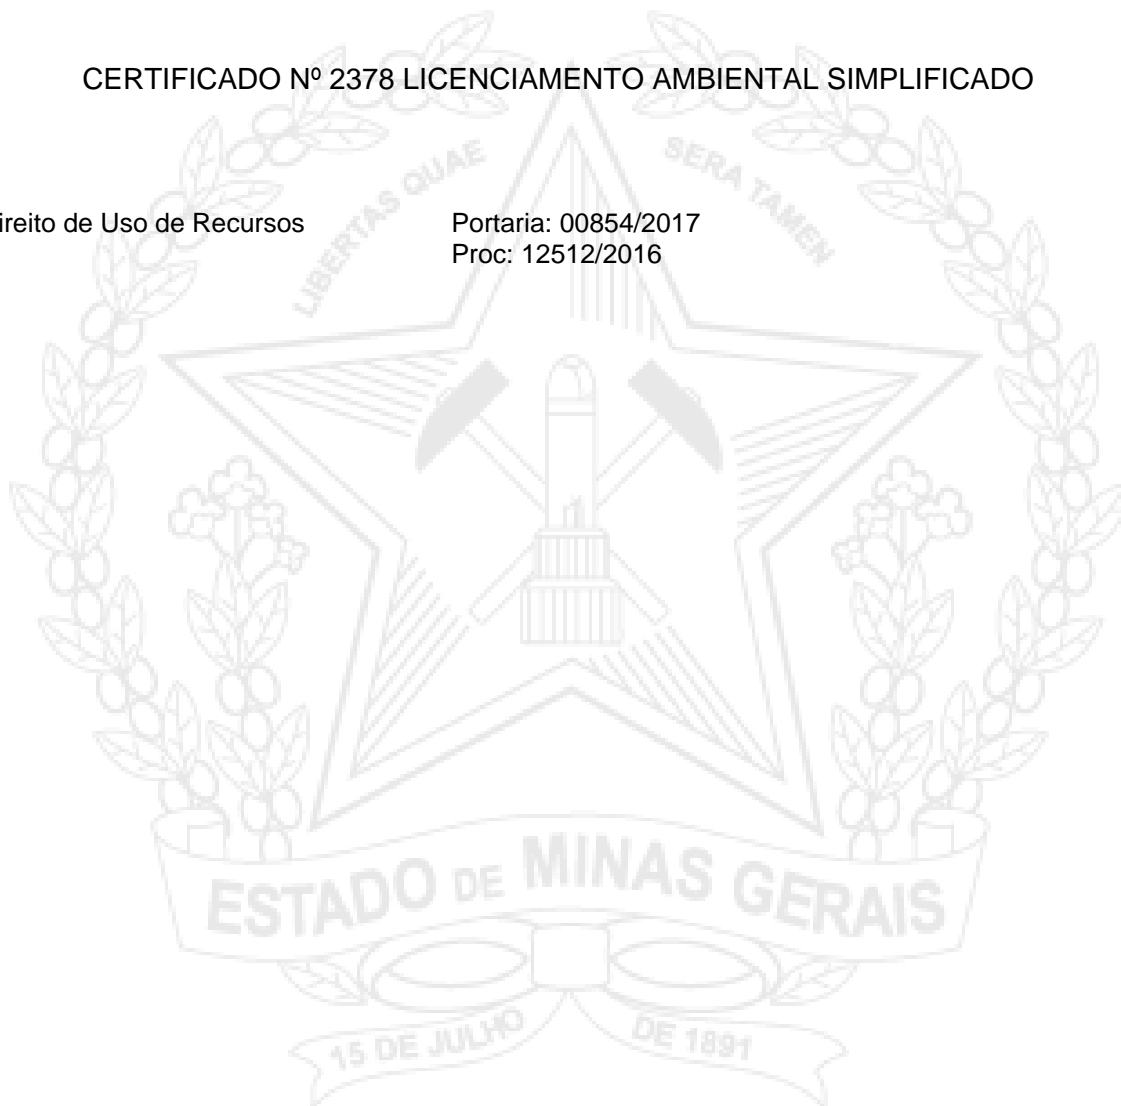 CERTIFICADO Nº 2378 LICENCIAMENTO AMBIENTAL SIMPLIFICADO
LIBERTAS QUAE SERA TAMEN
ireito de Uso de Recursos Portaria: 00854/2017
Proc: 12512/2016
ESTADO DE MINAS GERAIS
15 DE JULHO DE 1891